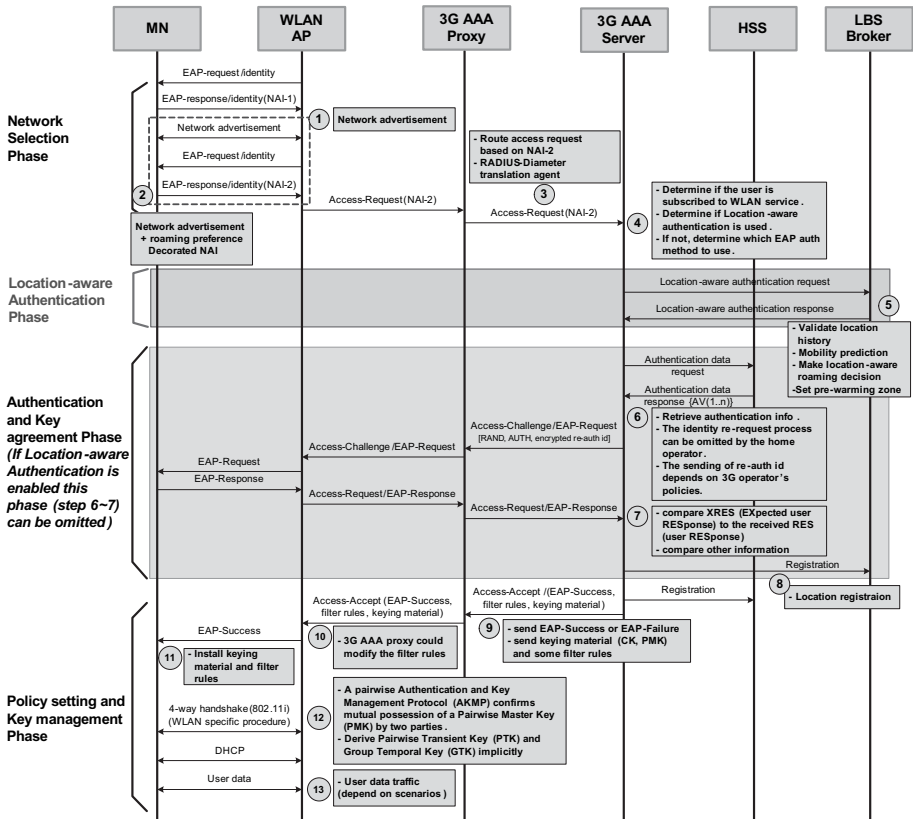 MN
WLAN
AP
3G AAA
Proxy
3G AAA
Server
HSS
LBS
Broker
Network
Selection
Phase
EAP-request/identity
EAP-response/identity(NAI-1)
1
Network advertisement
Network advertisement
EAP-request/identity
2
EAP-response/identity(NAI-2)
Network advertisement
+ roaming preference
Decorated NAI
- Route access request
based on NAI-2
- RADIUS-Diameter
translation agent
3
Access-Request(NAI-2)
Access-Request(NAI-2)
4
- Determine if the user is
subscribed to WLAN service .
- Determine if Location -aware
authentication is used .
- If not, determine which EAP auth
method to use .
Location -aware
Authentication
Phase
Location-aware authentication request
Location-aware authentication response
5
- Validate location
history
- Mobility prediction
- Make location-aware
roaming decision
-Set pre-warming zone
Authentication
and Key
agreement Phase
(If Location-aware
Authentication is
enabled this
phase (step 6~7)
can be omitted )
Authentication data
request
Authentication data
response {AV(1..n)}
6
- Retrieve authentication info .
- The identity re-request process
can be omitted by the home
operator.
- The sending of re-auth id
depends on 3G operator's
policies.
Access-Challenge/EAP-Request
[RAND, AUTH, encrypted re-auth id]
Access-Challenge/EAP-Request
EAP-Request
EAP-Response
Access-Request/EAP-Response
Access-Request/EAP-Response
7
- compare XRES (EXpected user
RESponse) to the received RES
(user RESponse)
- compare other information
Registration
8
- Location registraion
Policy setting and
Key management
Phase
Registration
Access-Accept /(EAP-Success,
filter rules, keying material)
Access-Accept (EAP-Success,
filter rules, keying material)
9
- send EAP-Success or EAP-Failure
- send keying material (CK, PMK)
and some filter rules
EAP-Success
10
- 3G AAA proxy could
modify the filter rules
11
- Install keying
material and filter
rules
4-way handshake(802.11i)
(WLAN specific procedure)
12
- A pairwise Authentication and Key
Management Protocol (AKMP) confirms
mutual possession of a Pairwise Master Key
(PMK) by two parties .
- Derive Pairwise Transient Key (PTK) and
Group Temporal Key (GTK) implicitly
DHCP
User data
13
- User data traffic
(depend on scenarios )